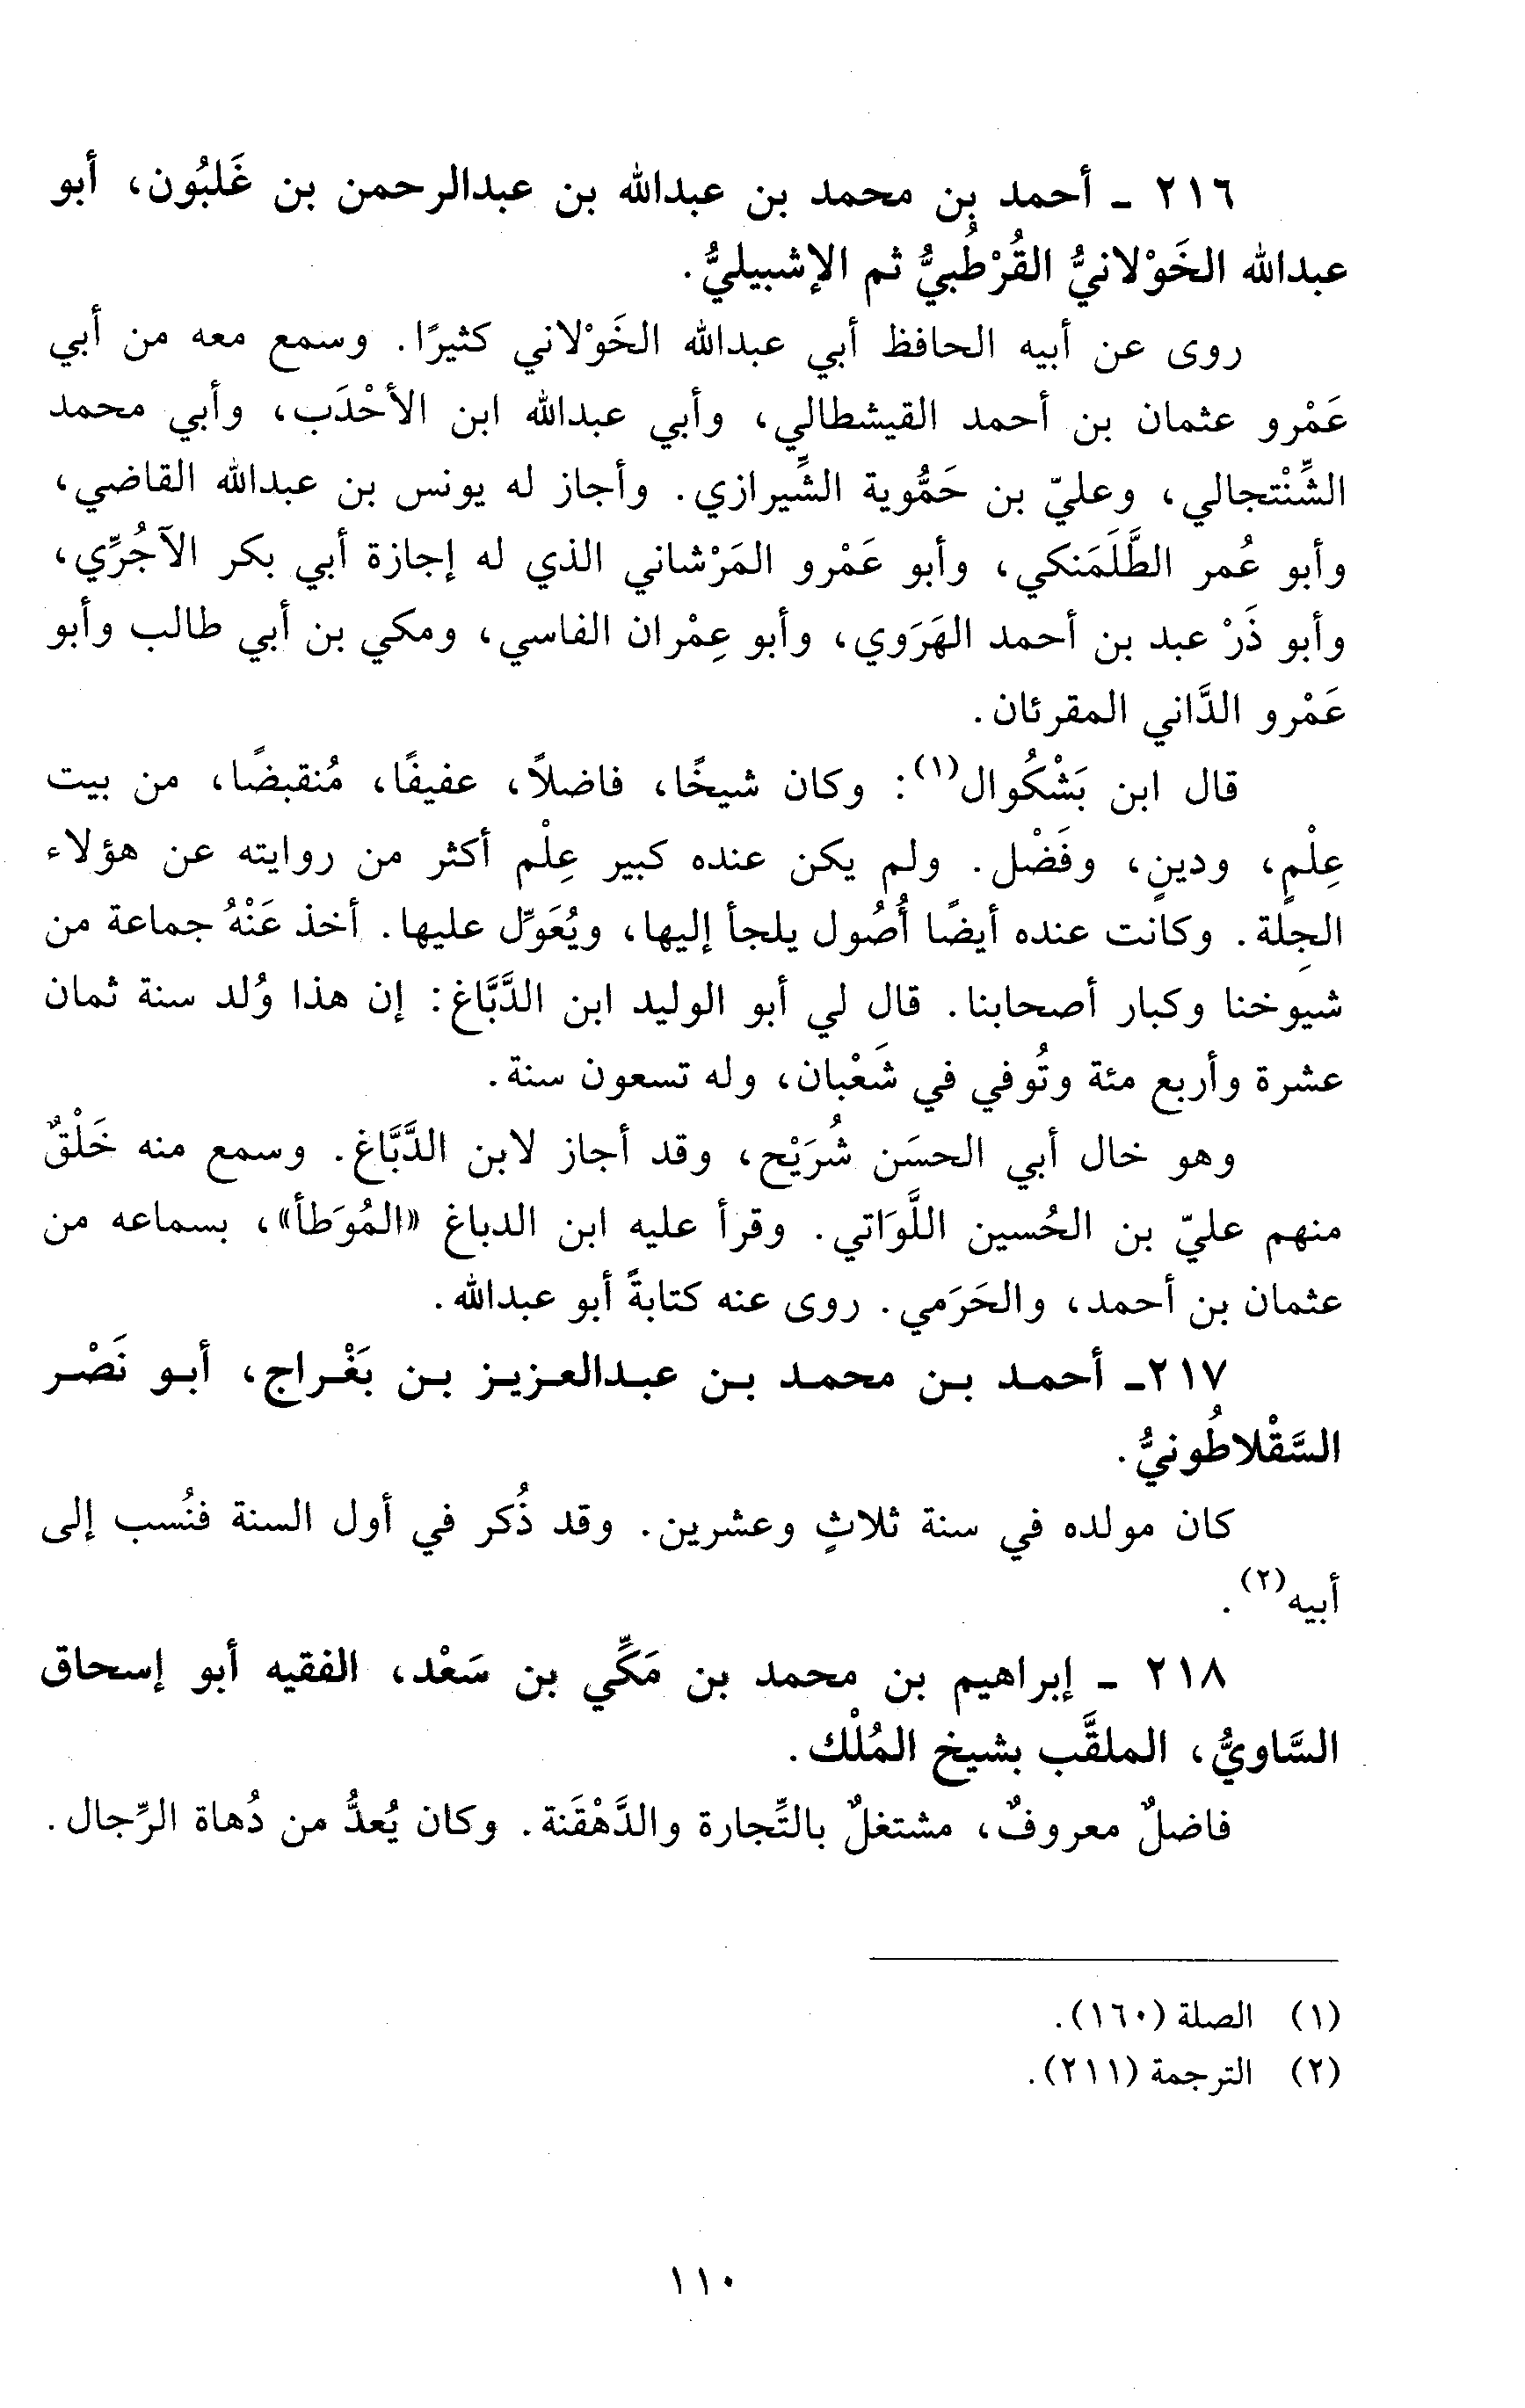 ٢١٦ - أحمد بن محمد بن عبدالله بن عبدالرحمن بن غَلبُون، أبو
عبدالله الخَوْلانيُّ القُرْطُبيُّ ثم الإشبيليُّ.
روى عن أبيه الحافظ أبي عبدالله الخَوْلاني كثيرًا. وسمع معه من أبي
عَمْرو عثمان بن أحمد القيشطالي، وأبي عبدالله ابن الأحْدَب، وأبي محمد
الشِّنْتجالي، وعليّ بن حَمُّوية الشِّيرازي. وأجاز له يونس بن عبدالله القاضي،
وأبو عُمر الطَّلَمَنكي، وأبو عَمْرو المَرْشاني الذي له إجازة أبي بكر الآجُرِّي،
وأبو ذَرْ عبد بن أحمد الهَرَوي، وأبو عِمْران الفاسي، ومكي بن أبي طالب وأبو
عَمْرو الدَّاني المقرئان.
قال ابن بَشْكُوال(١): وكان شيخًا، فاضلاً، عفيفًا، مُنقبضًا، من بيت
عِلْمٍ، ودينٍ، وفَضْل. ولم يكن عنده كبير عِلْم أكثر من روايته عن هؤلاء
الجِلة. وكانت عنده أيضًا أُصُول يلجأ إليها، ويُعَوِّل عليها. أخذ عَنْهُ جماعة من
شيوخنا وكبار أصحابنا. قال لي أبو الوليد ابن الدَّبَّاغ: إن هذا وُلد سنة ثمان
عشرة وأربع مئة وتُوفي في شَعْبان، وله تسعون سنة.
وهو خال أبي الحسَن شُرَيْح، وقد أجاز لابن الدَّبَّاغ. وسمع منه خَلْقٌ
منهم عليّ بن الحُسين اللَّوَاتي. وقرأ عليه ابن الدباغ «المُوَطأ»، بسماعه من
عثمان بن أحمد، والحَرَمي. روى عنه كتابةً أبو عبدالله.
٢١٧- أحمد بن محمد بن عبدالعزيز بن بَغْراج، أبو نَصْر
السَّقْلاطُونيُّ.
كان مولده في سنة ثلاثٍ وعشرين. وقد ذُكر في أول السنة فنُسب إلى
أبيه(٢).
٢١٨ - إبراهيم بن محمد بن مَكِّي بن سَعْد، الفقيه أبو إسحاق
السَّاويُّ، الملقَّب بشيخ المُلْك.
فاضلٌ معروفٌ، مشتغلٌ بالتِّجارة والدَّهْقَنة. وكان يُعدُّ من دُهاة الرِّجال.
(١) الصلة (١٦٠).
(٢) الترجمة (٢١١).
١١٠